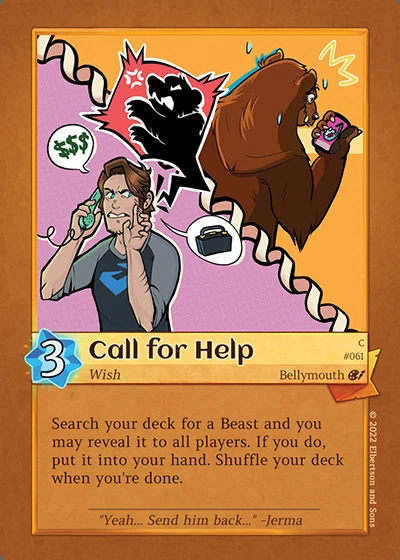 $$$
3
Call for Help
C
#061
Wish
Bellymouth
Search your deck for a Beast and you
may reveal it to all players. If you do,
put it into your hand. Shuffle your deck
when you're done.
"Yeah... Send him back..." -Jerma
© 2022 Elbertson and Sons